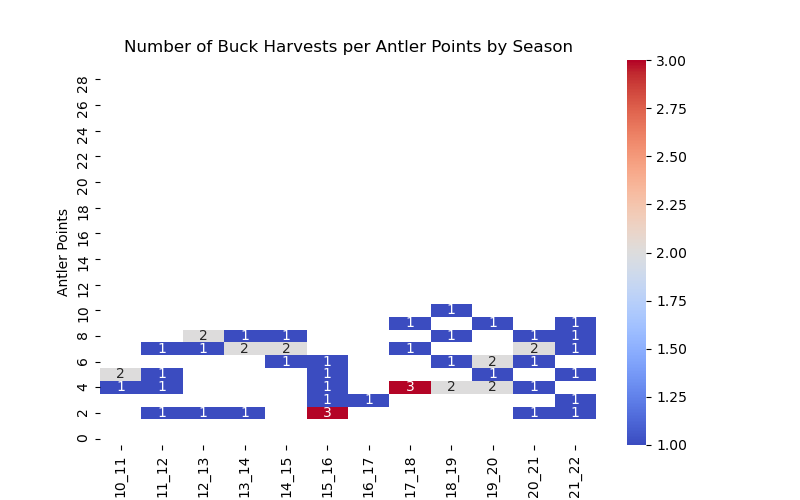 Number of Buck Harvests per Antler Points by Season
Antler Points
28
26
24
22
20
18
16
14
12
10 1
1 1 1
8 2 1 1 1 1 1
1 1 2 2 1 2 1
6 1 1 1 2 1
2 1 1 1 1
4 1 1 1 3 2 2 1
1 1 1
2 1 1 1 3 1 1
0
10_11 11_12 12_13 13_14 14_15 15_16 16_17 17_18 18_19 19_20 20_21 21_22
3.00
2.75
2.50
2.25
2.00
1.75
1.50
1.25
1.00